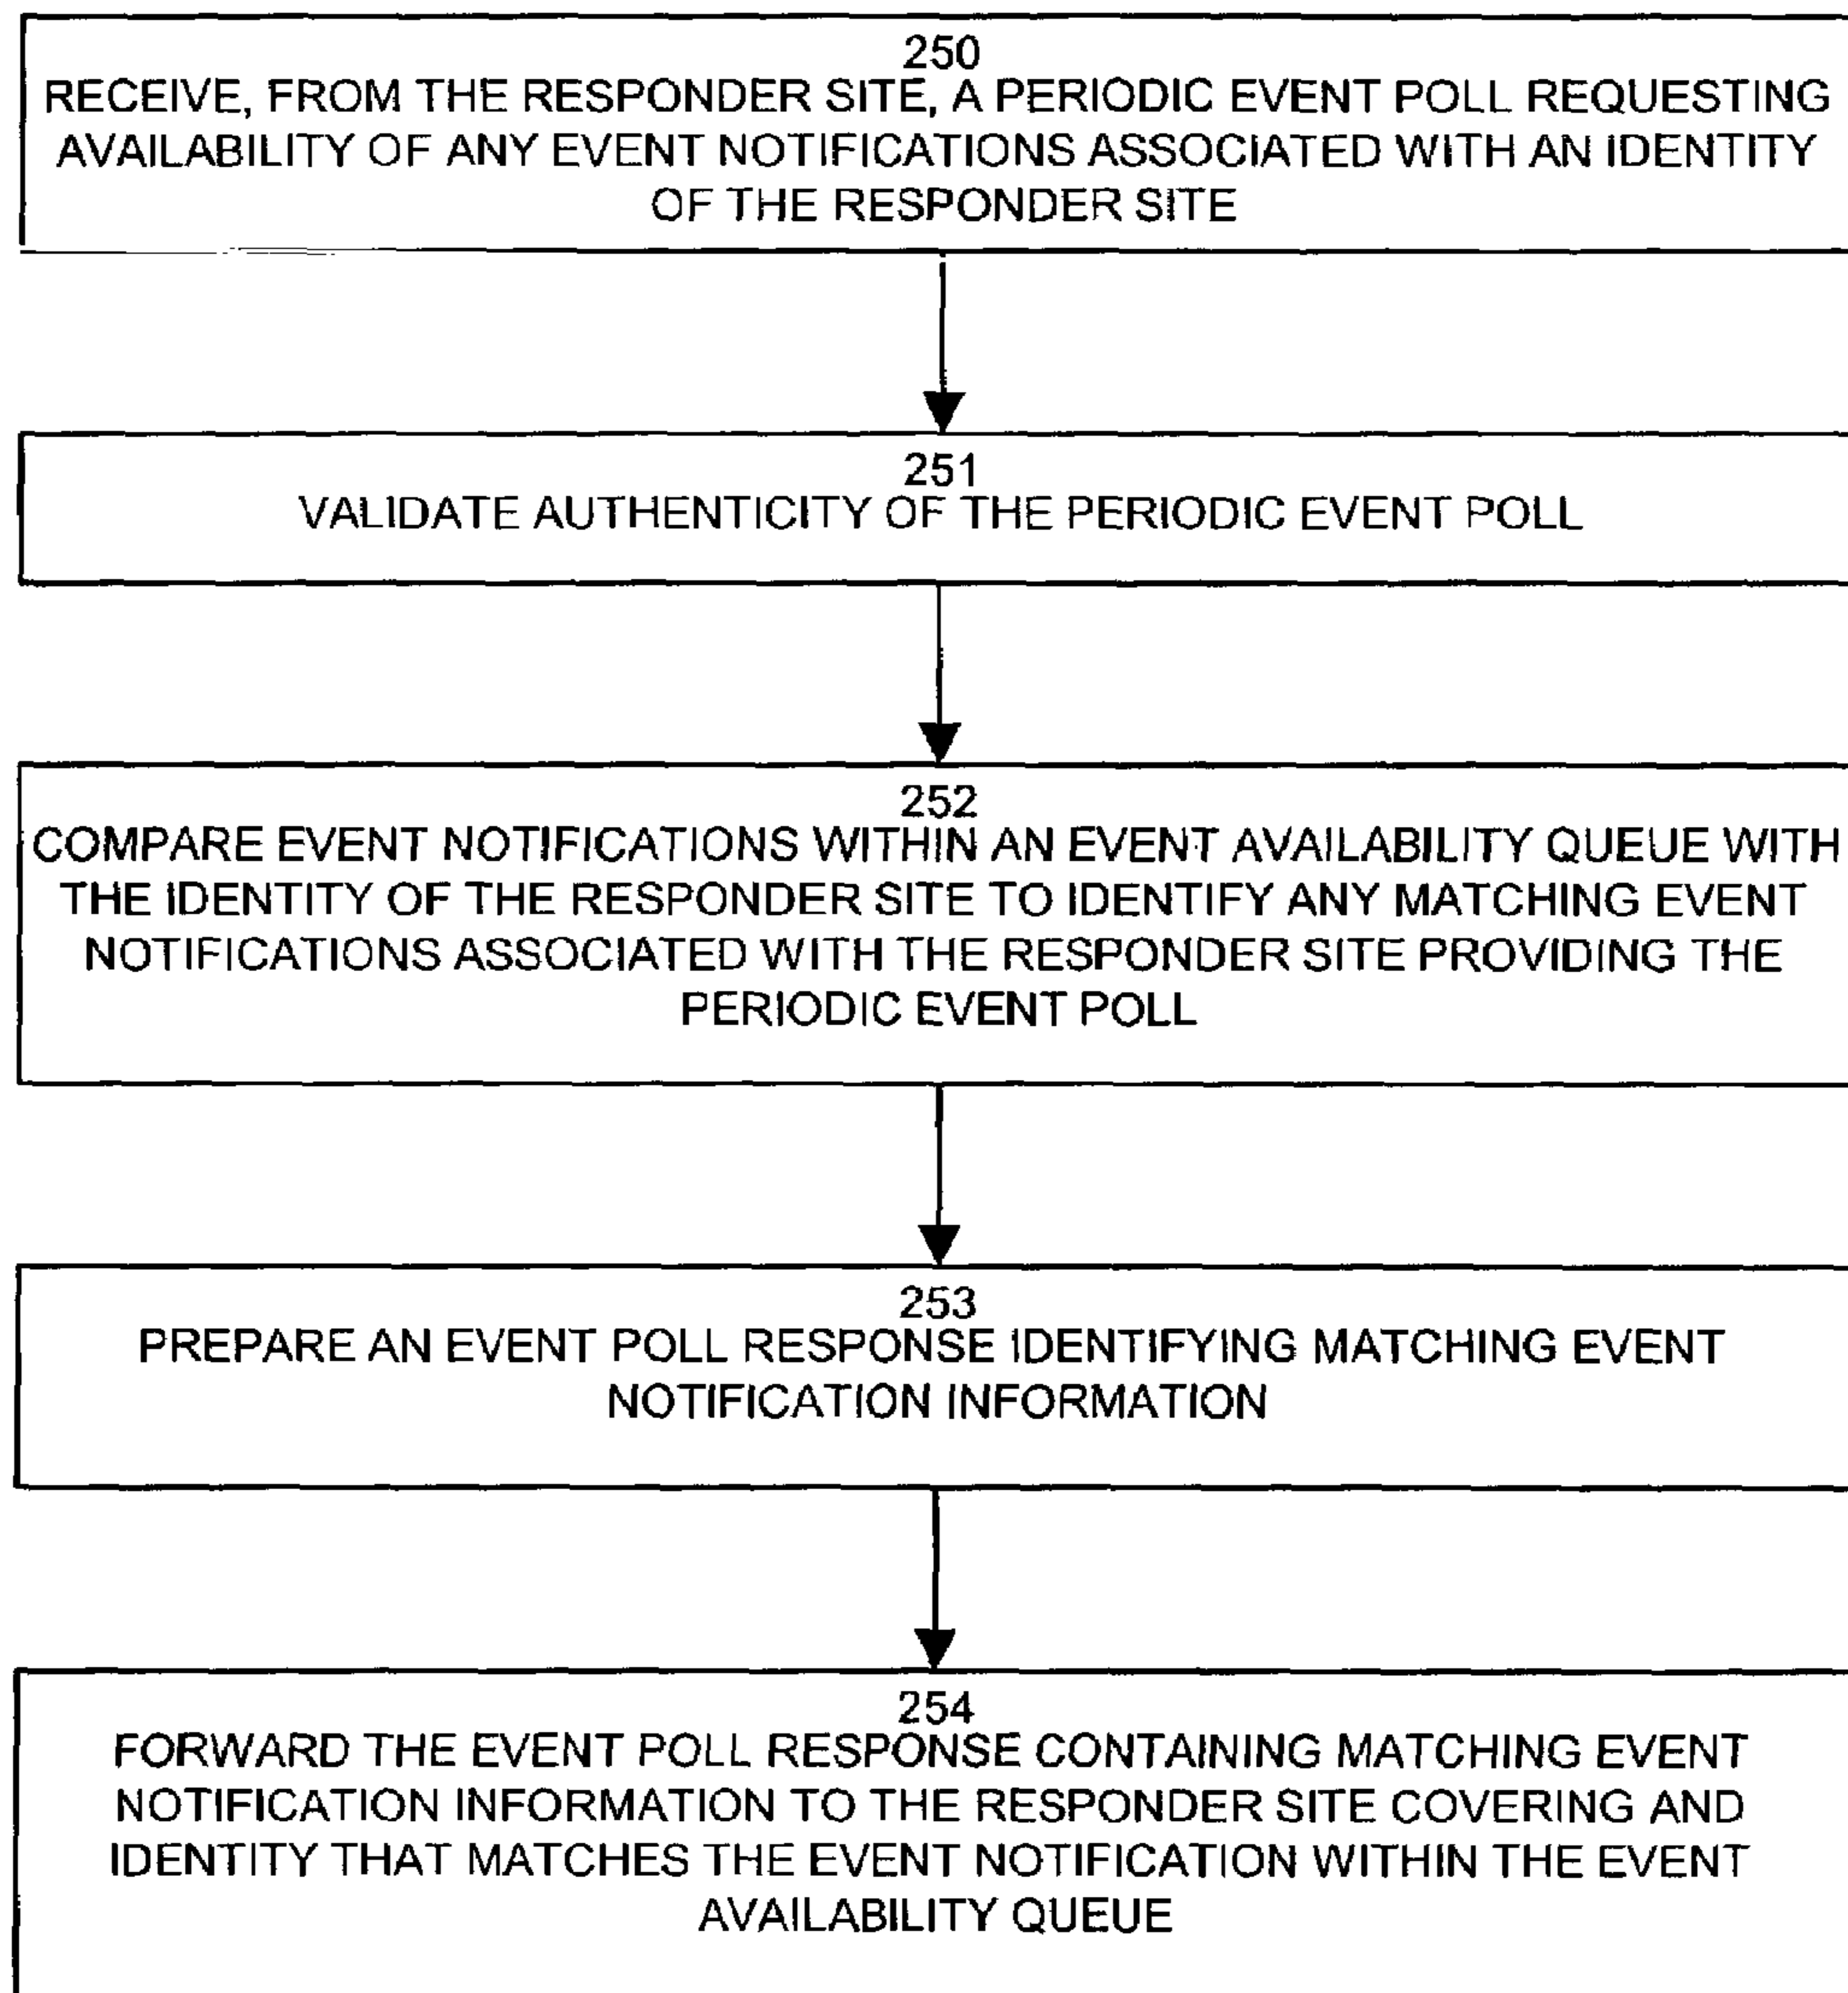 250
RECEIVE, FROM THE RESPONDER SITE, A PERIODIC EVENT POLL REQUESTING
AVAILABILITY OF ANY EVENT NOTIFICATIONS ASSOCIATED WITH AN IDENTITY
OF THE RESPONDER SITE
251
VALIDATE AUTHENTICITY OF THE PERIODIC EVENT POLL
252
COMPARE EVENT NOTIFICATIONS WITHIN AN EVENT AVAILABILITY QUEUE WITH
THE IDENTITY OF THE RESPONDER SITE TO IDENTIFY ANY MATCHING EVENT
NOTIFICATIONS ASSOCIATED WITH THE RESPONDER SITE PROVIDING THE
PERIODIC EVENT POLL
253
PREPARE AN EVENT POLL RESPONSE IDENTIFYING MATCHING EVENT
NOTIFICATION INFORMATION
254
FORWARD THE EVENT POLL RESPONSE CONTAINING MATCHING EVENT
NOTIFICATION INFORMATION TO THE RESPONDER SITE COVERING AND
IDENTITY THAT MATCHES THE EVENT NOTIFICATION WITHIN THE EVENT
AVAILABILITY QUEUE